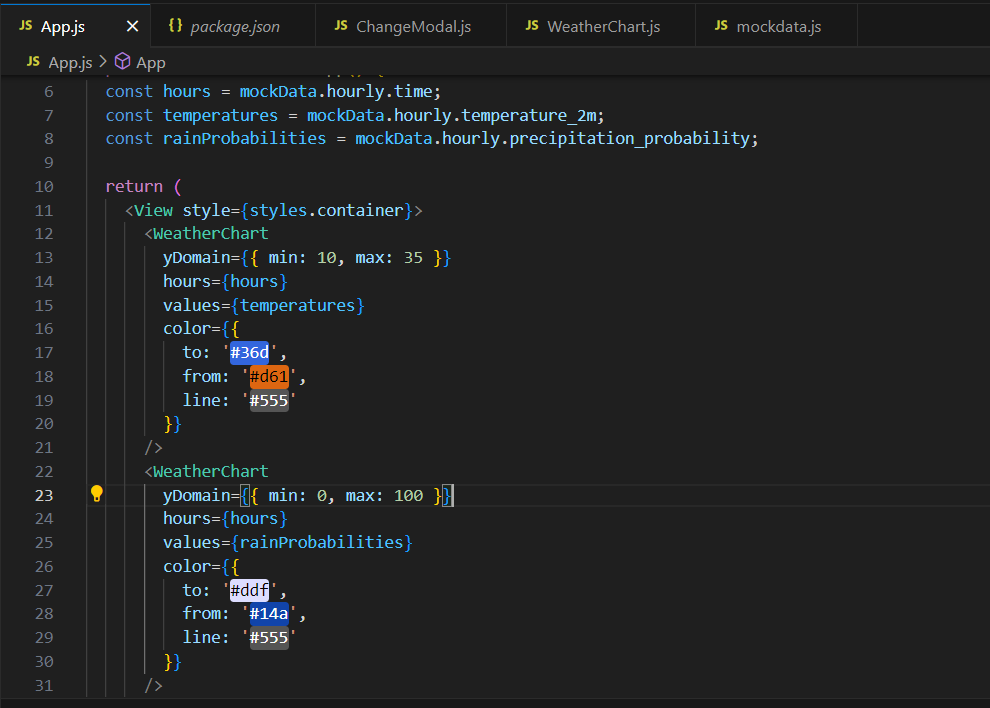 JS App.js × {} package.json JS ChangeModal.js JS WeatherChart.js JS mockdata.js
JS App.js > App
6 const hours = mockData.hourly.time;
7 const temperatures = mockData.hourly.temperature_2m;
8 const rainProbabilities = mockData.hourly.precipitation_probability;
9
10 return (
11 <View style={styles.container}>
12 <WeatherChart
13 yDomain={{ min: 10, max: 35 }}
14 hours={hours}
15 values={temperatures}
16 color={{
17 to: '#36d',
18 from: '#d61',
19 line: '#555'
20 }}
21 />
22 <WeatherChart
23 yDomain={{ min: 0, max: 100 }}
24 hours={hours}
25 values={rainProbabilities}
26 color={{
27 to: '#ddf',
28 from: '#14a',
29 line: '#555'
30 }}
31 />